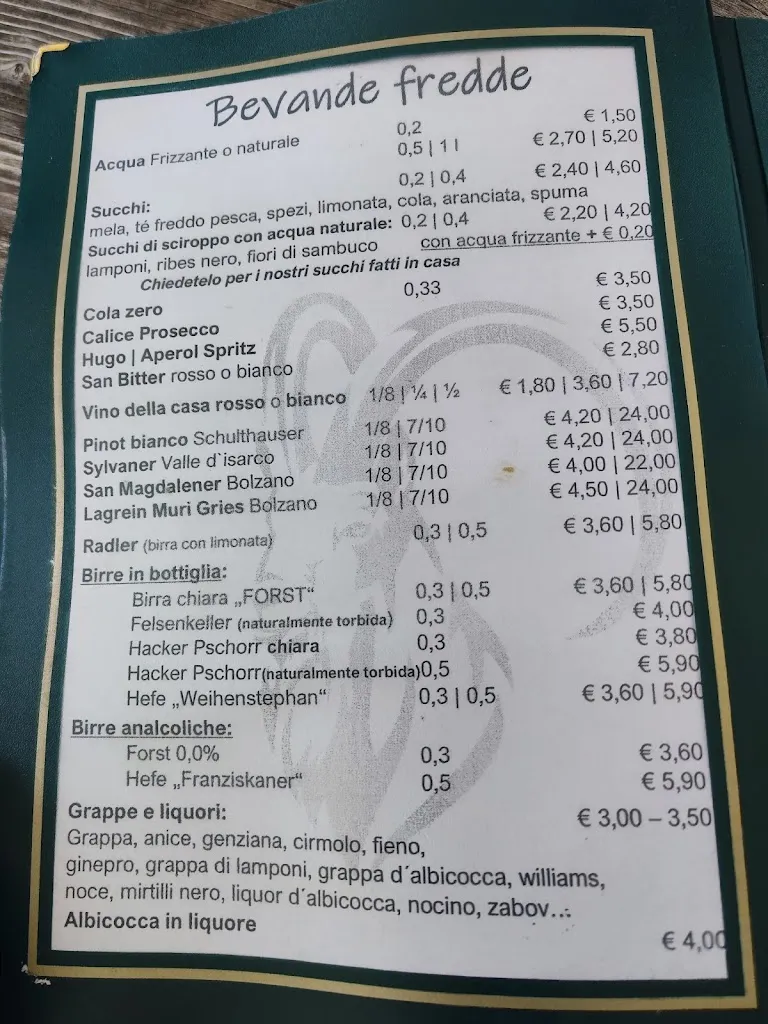 Bevande fredde
Acqua Frizzante o naturale 0,2 € 1,50
0,5 | 1 l € 2,70 | 5,20
Succhi: 0,2 | 0,4 € 2,40 | 4,60
mela, té freddo pesca, spezi, limonata, cola, aranciata, spuma
Succhi di sciroppo con acqua naturale: 0,2 | 0,4 € 2,20 | 4,20
lamponi, ribes nero, fiori di sambuco con acqua frizzante + € 0,20
Chiedetelo per i nostri succhi fatti in casa
Cola zero 0,33 € 3,50
Calice Prosecco € 3,50
Hugo | Aperol Spritz € 5,50
San Bitter rosso o bianco € 2,80
Vino della casa rosso o bianco 1/8 | ¼ | ½ € 1,80 | 3,60 | 7,20
Pinot bianco Schulthauser 1/8 | 7/10 € 4,20 | 24,00
Sylvaner Valle d`isarco 1/8 | 7/10 € 4,20 | 24,00
San Magdalener Bolzano 1/8 | 7/10 € 4,00 | 22,00
Lagrein Muri Gries Bolzano 1/8 | 7/10 € 4,50 | 24,00
Radler (birra con limonata) 0,3 | 0,5 € 3,60 | 5,80
Birre in bottiglia:
Birra chiara „FORST“ 0,3 | 0,5 € 3,60 | 5,80
Felsenkeller (naturalmente torbida) 0,3 € 4,00
Hacker Pschorr chiara 0,3 € 3,80
Hacker Pschorr(naturalmente torbida)0,5 € 5,90
Hefe „Weihenstephan“ 0,3 | 0,5 € 3,60 | 5,90
Birre analcoliche:
Forst 0,0% 0,3 € 3,60
Hefe „Franziskaner“ 0,5 € 5,90
Grappe e liquori: € 3,00 – 3,50
Grappa, anice, genziana, cirmolo, fieno,
ginepro, grappa di lamponi, grappa d´albicocca, williams,
noce, mirtilli nero, liquor d´albicocca, nocino, zabov...
Albicocca in liquore € 4,00